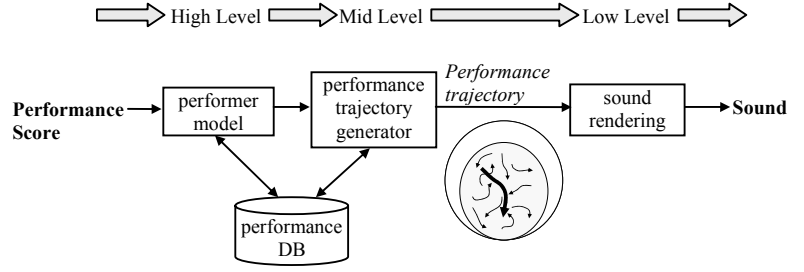 High Level
Mid Level
Low Level
Performance
Score
performer
model
performance
trajectory
generator
Performance
trajectory
sound
rendering
Sound
performance
DB